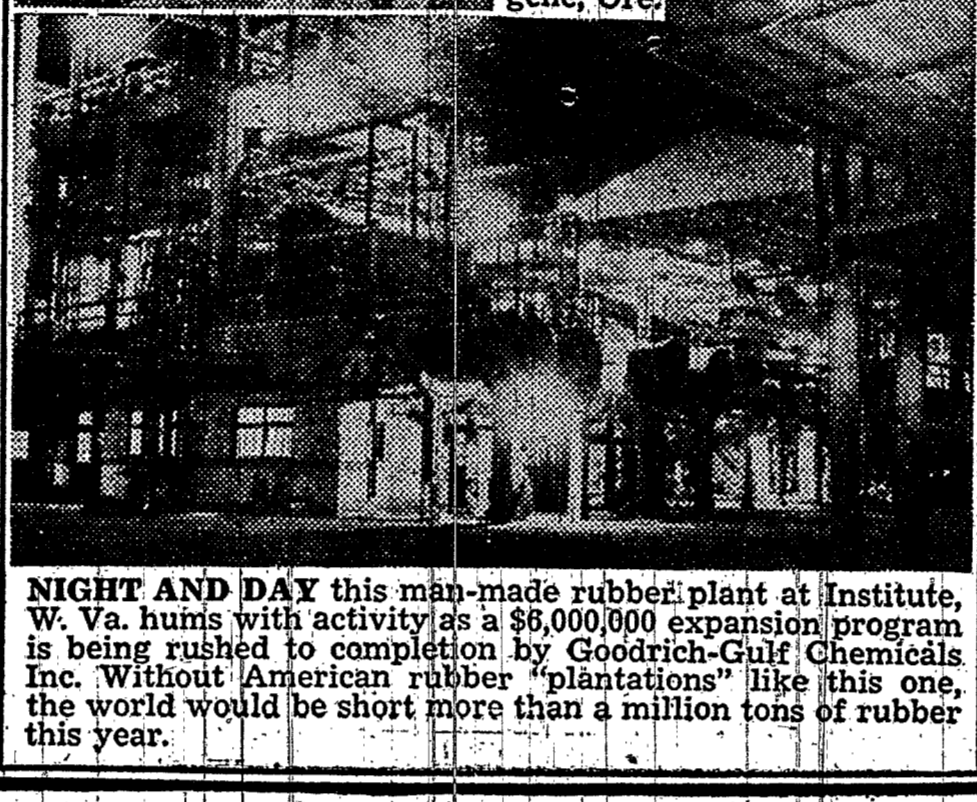 gene, Ore.
NIGHT AND DAY this man-made rubber plant at Institute,
W. Va. hums with activity as a $6,000,000 expansion program
is being rushed to completion by Goodrich-Gulf Chemicals
Inc. Without American rubber "plantations" like this one,
the world would be short more than a million tons of rubber
this year.